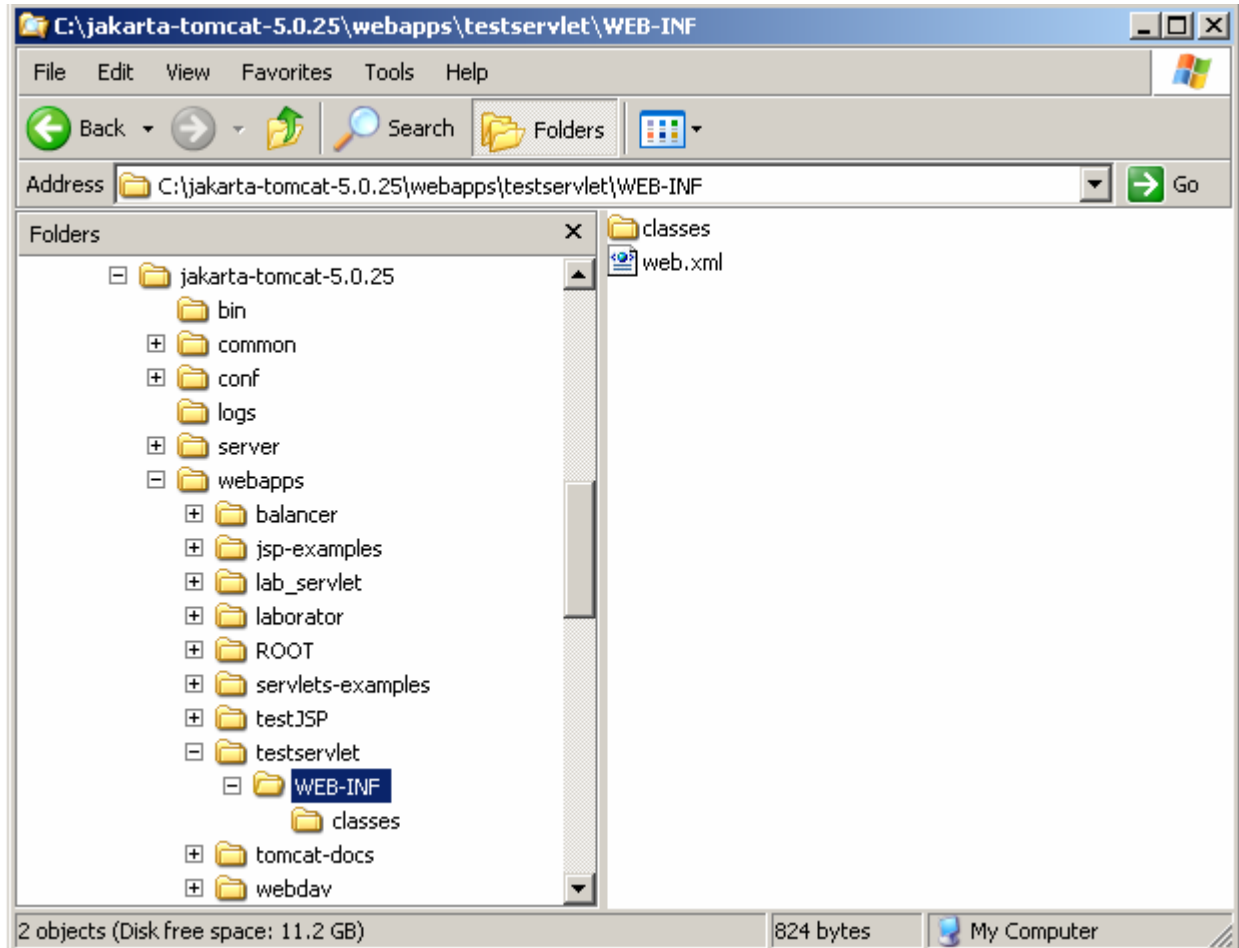 C:\jakarta-tomcat-5.0.25\webapps\testservlet\WEB-INF
File Edit View Favorites Tools Help
Back Search Folders
Address C:\jakarta-tomcat-5.0.25\webapps\testservlet\WEB-INF Go
Folders
jakarta-tomcat-5.0.25
bin
common
conf
logs
server
webapps
balancer
jsp-examples
lab_servlet
laborator
ROOT
servlets-examples
testJSP
testservlet
WEB-INF
classes
tomcat-docs
webdav
classes
web.xml
2 objects (Disk free space: 11.2 GB) 824 bytes My Computer